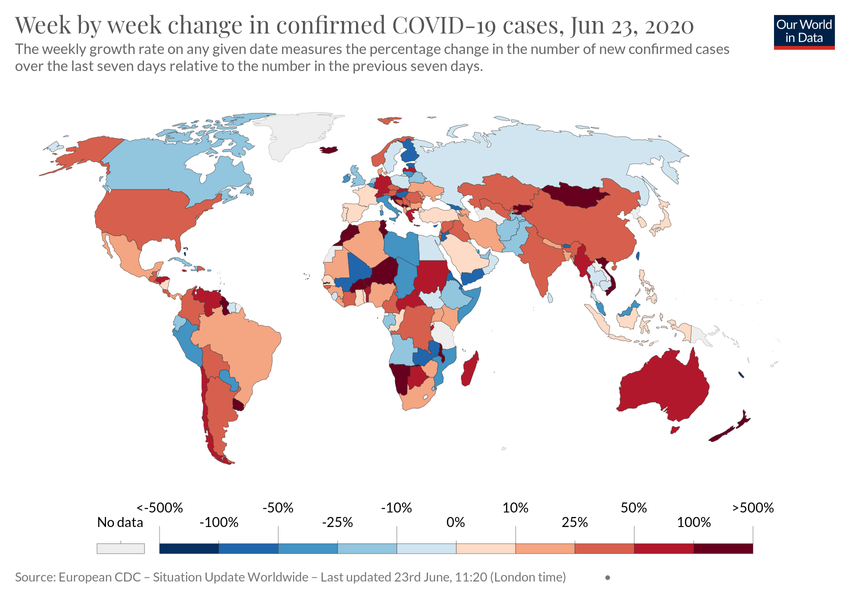 Week by week change in confirmed COVID-19 cases, Jun 23, 2020
Our World
in Data
The weekly growth rate on any given date measures the percentage change in the number of new confirmed cases
over the last seven days relative to the number in the previous seven days.
<-500% -50% -10% 10% 50% >500%
No data -100% -25% 0% 25% 100%
Source: European CDC – Situation Update Worldwide – Last updated 23rd June, 11:20 (London time) •